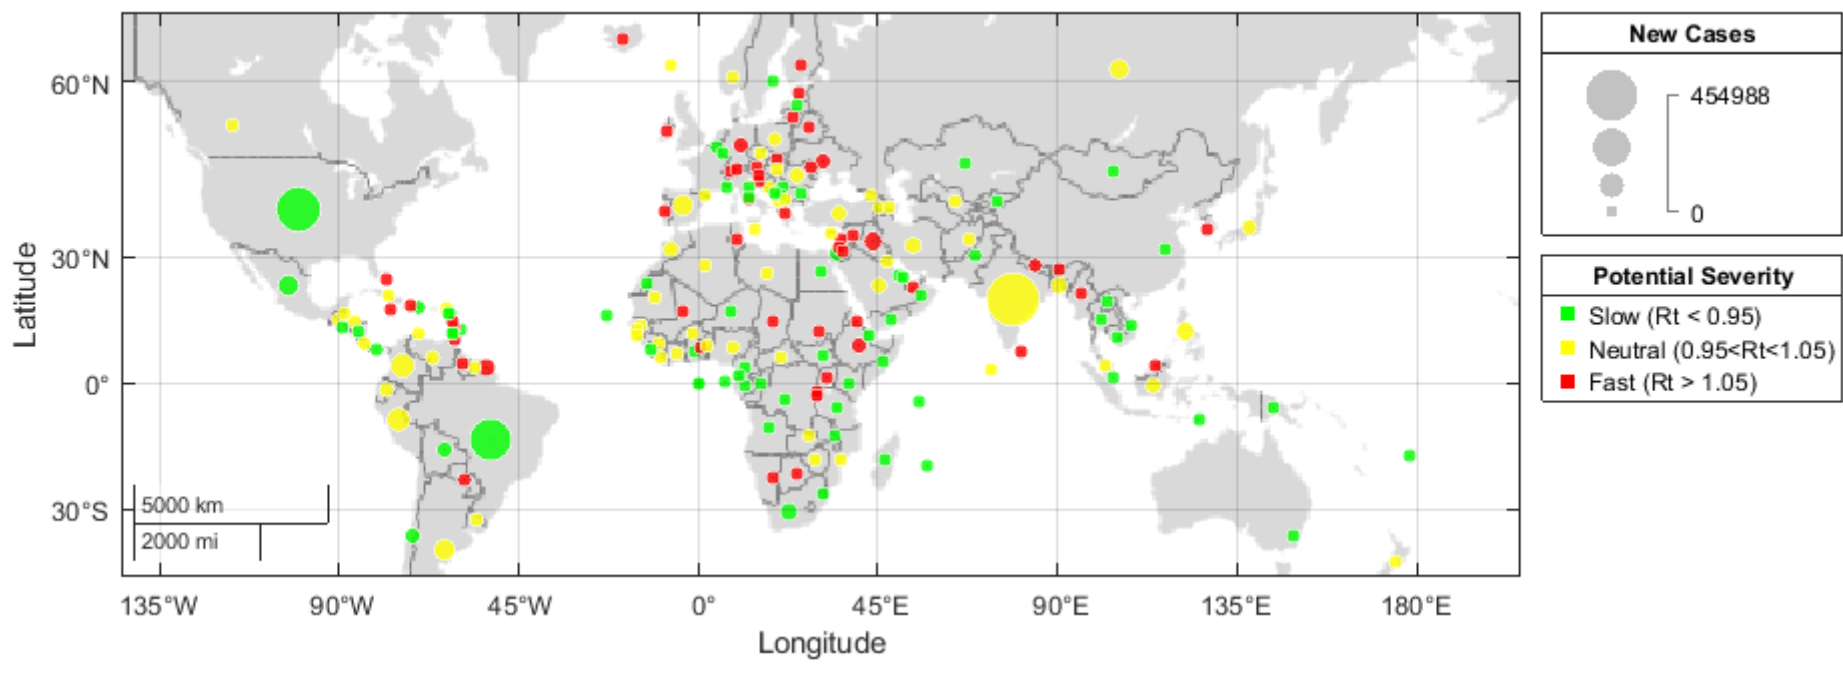 60°N
30°N
0°
30°S
Latitude
5000 km
2000 mi
135°W 90°W 45°W 0° 45°E 90°E 135°E 180°E
Longitude
New Cases
454988
0
Potential Severity
Slow (Rt < 0.95)
Neutral (0.95<Rt<1.05)
Fast (Rt > 1.05)